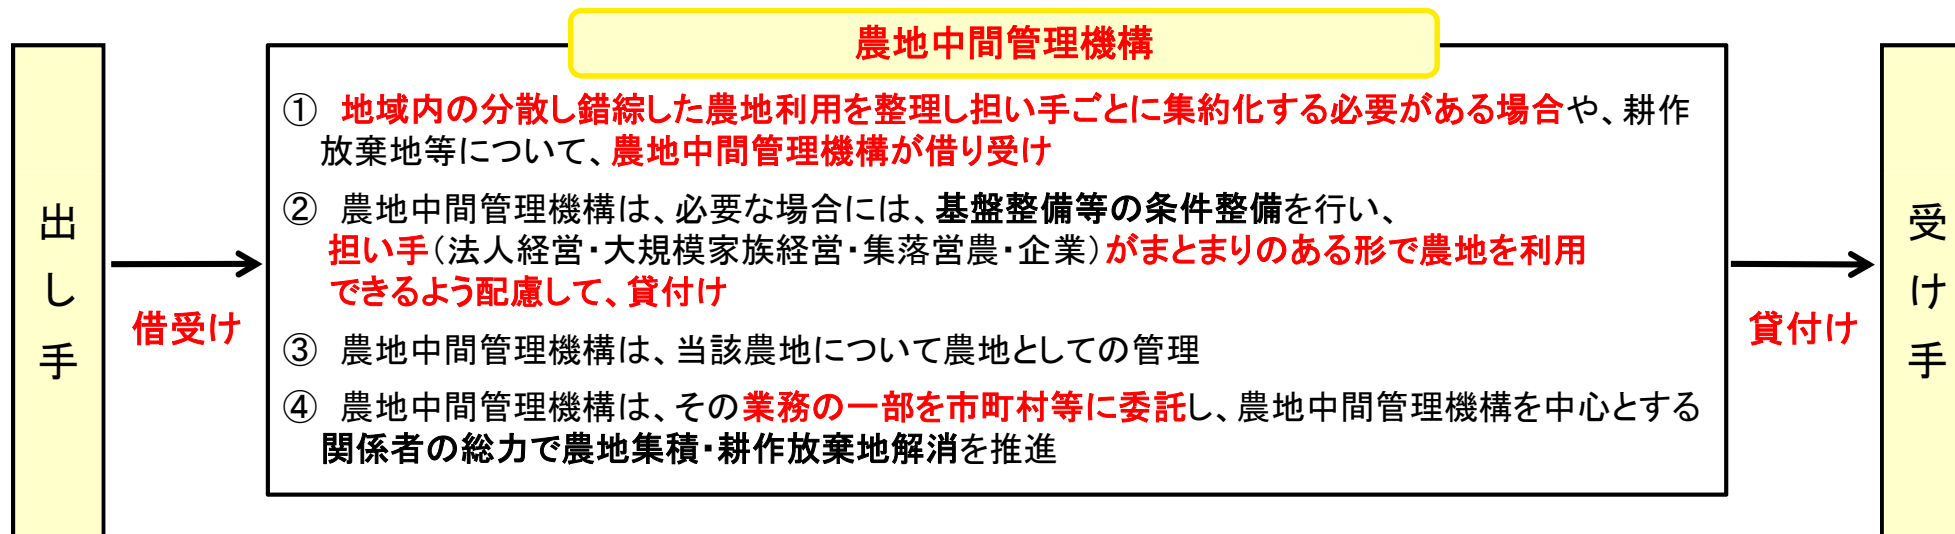 農地中間管理機構
出し手
借受け
① 地域内の分散し錯綜した農地利用を整理し担い手ごとに集約化する必要がある場合や、耕作
放棄地等について、農地中間管理機構が借り受け
② 農地中間管理機構は、必要な場合には、基盤整備等の条件整備を行い、
担い手(法人経営・大規模家族経営・集落営農・企業)がまとまりのある形で農地を利用
できるよう配慮して、貸付け
③ 農地中間管理機構は、当該農地について農地としての管理
④ 農地中間管理機構は、その業務の一部を市町村等に委託し、農地中間管理機構を中心とする
関係者の総力で農地集積・耕作放棄地解消を推進
貸付け
受け手